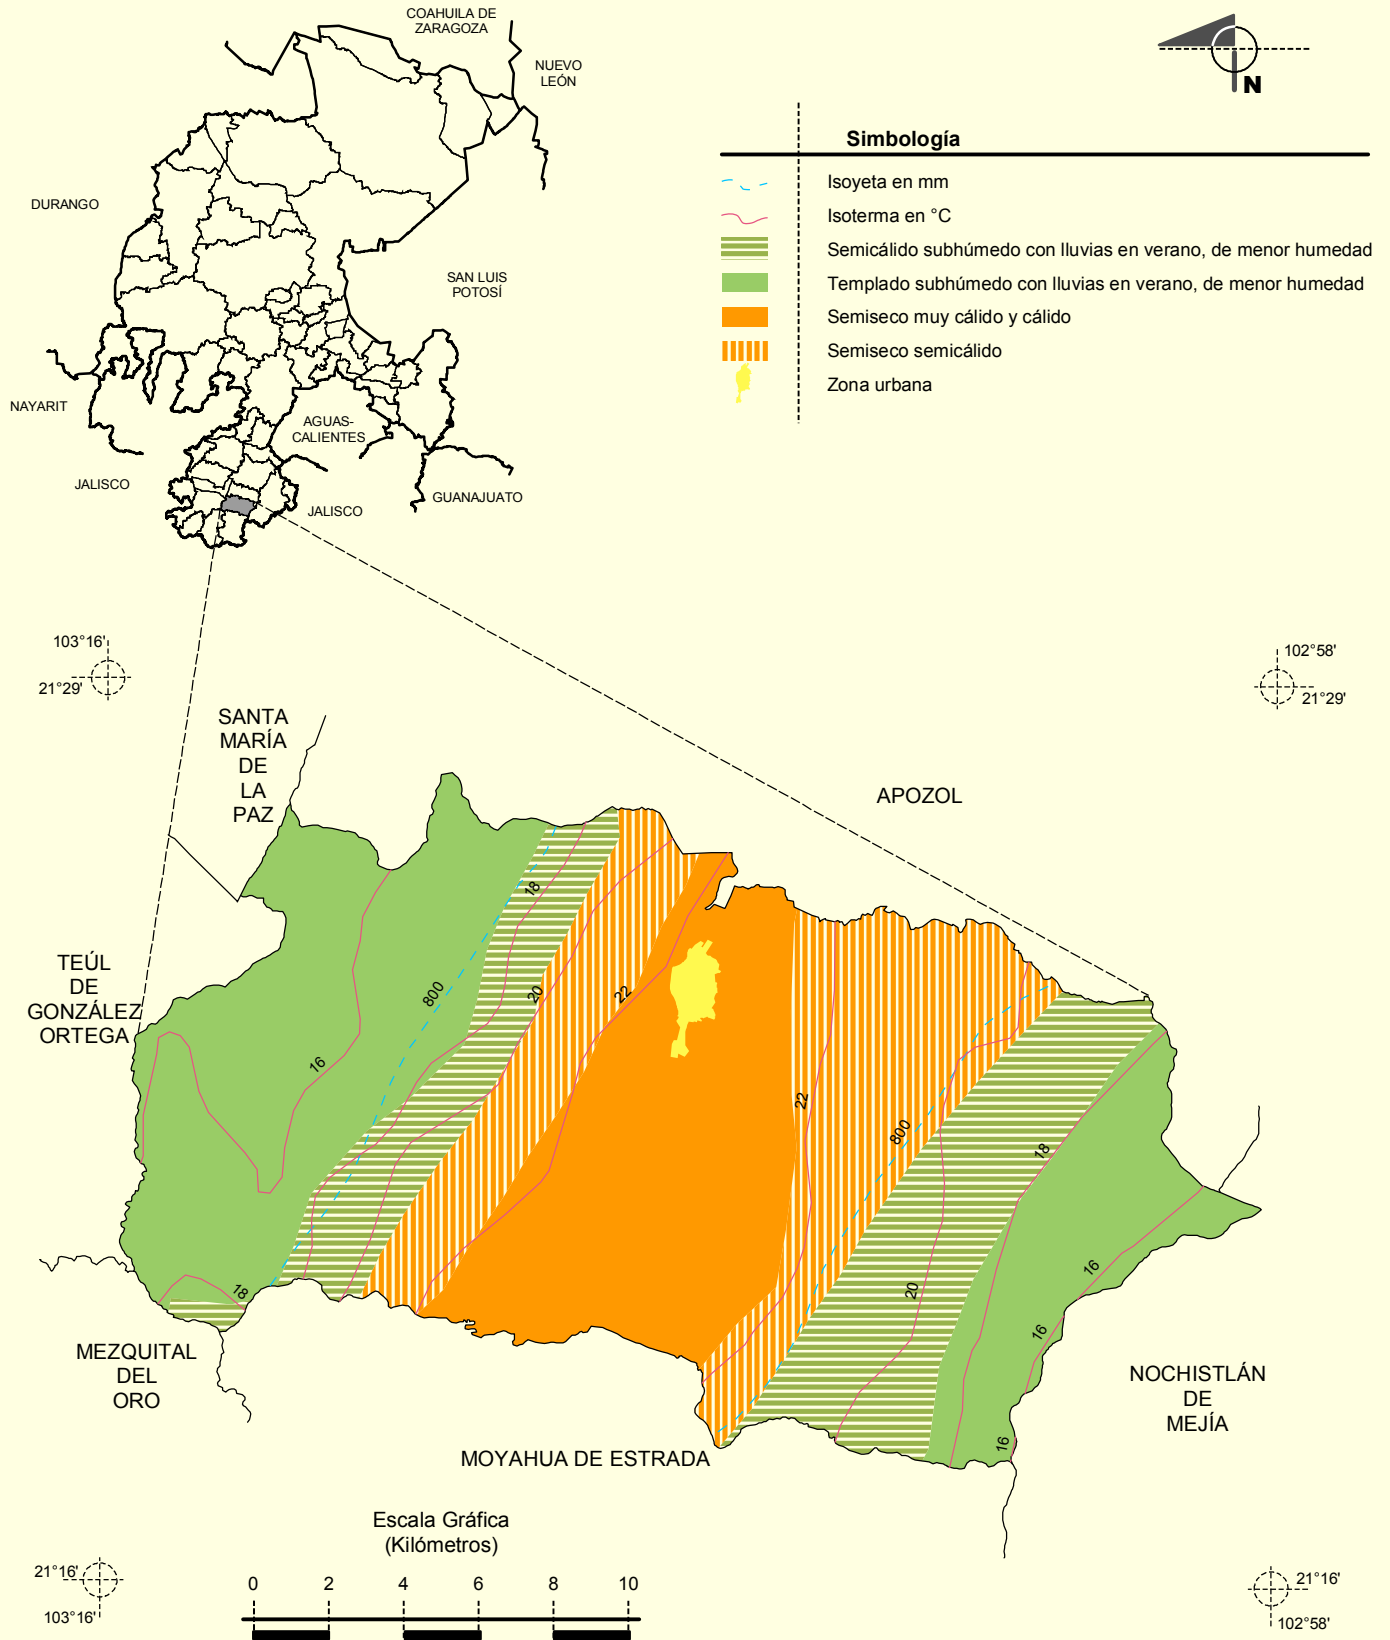 COAHUILA DE
ZARAGOZA
NUEVO
LEÓN
DURANGO
SAN LUIS
POTOSÍ
NAYARIT
AGUAS-
CALIENTES
JALISCO
JALISCO
GUANAJUATO
N
Simbología
Isoyeta en mm
Isoterma en °C
Semicálido subhúmedo con lluvias en verano, de menor humedad
Templado subhúmedo con lluvias en verano, de menor humedad
Semiseco muy cálido y cálido
Semiseco semicálido
Zona urbana
103°16'
21°29'
102°58'
21°29'
SANTA
MARÍA
DE
LA
PAZ
APOZOL
TEÚL
DE
GONZÁLEZ
ORTEGA
18
800
20
22
16
22
800
18
16
20
18
16
16
MEZQUITAL
DEL
ORO
NOCHISTLÁN
DE
MEJÍA
MOYAHUA DE ESTRADA
Escala Gráfica
(Kilómetros)
0 2 4 6 8 10
21°16'
103°16'
21°16'
102°58'